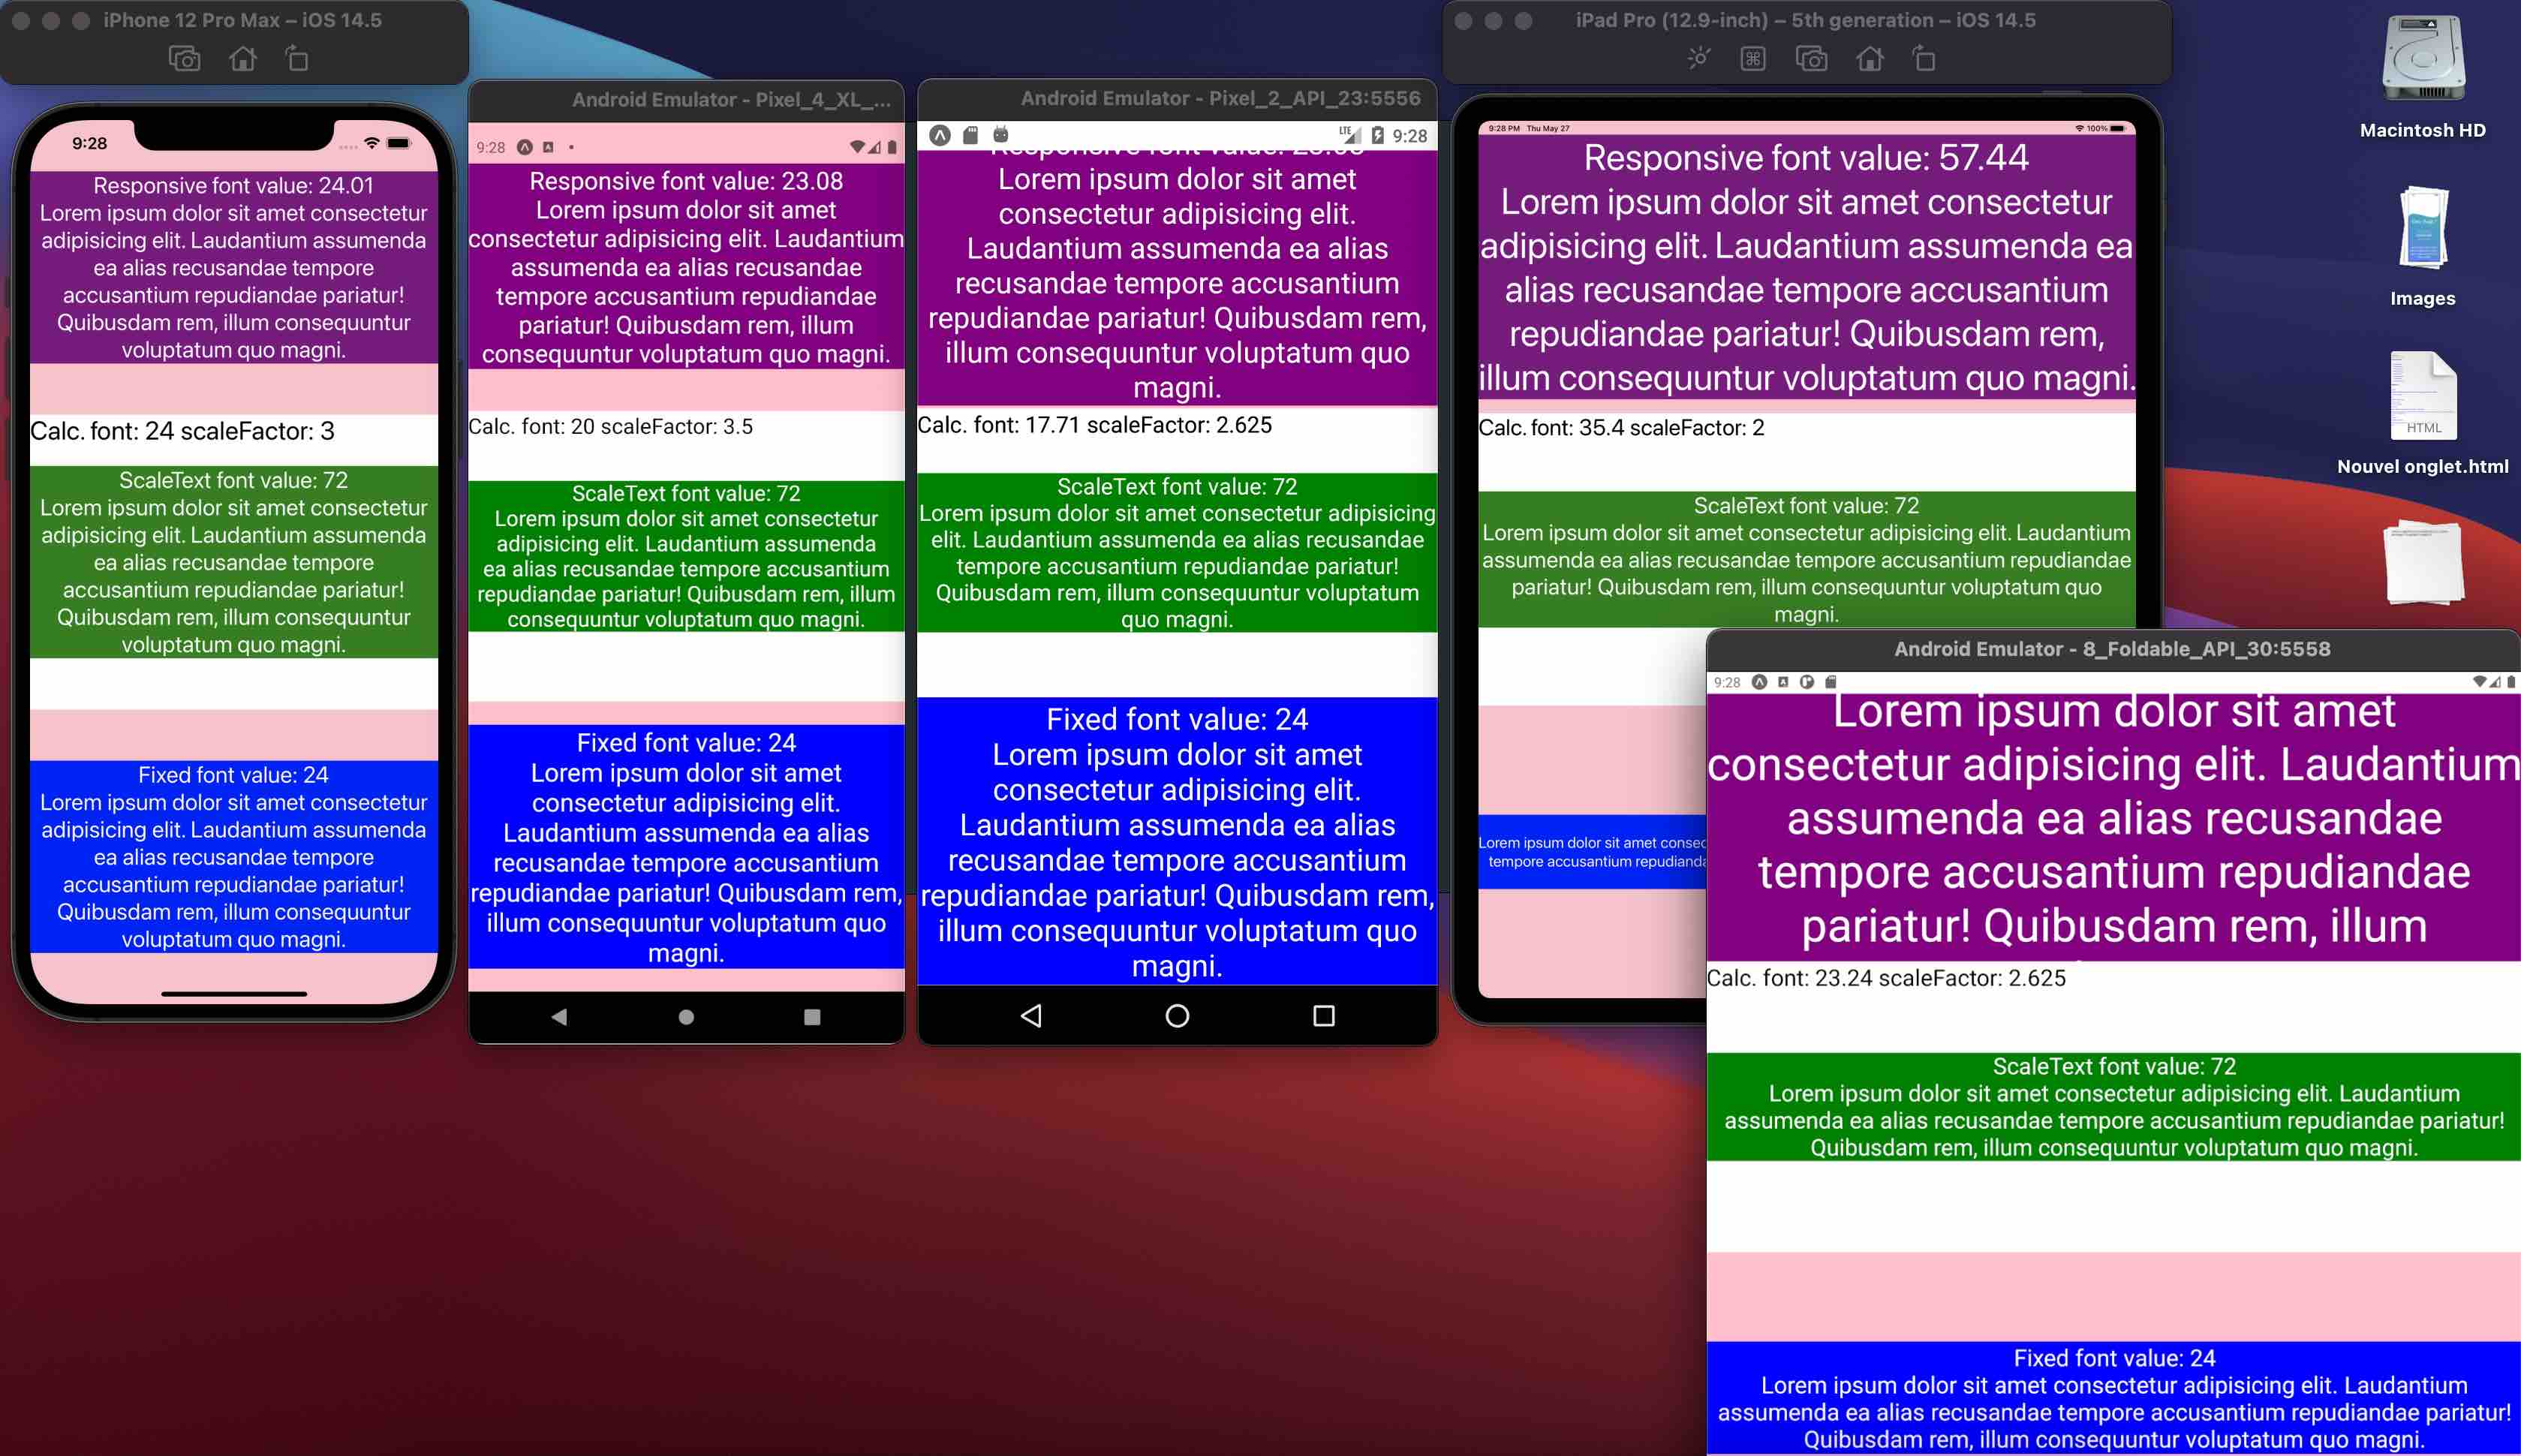 iPhone 12 Pro Max – iOS 14.5
9:28
Responsive font value: 24.01
Lorem ipsum dolor sit amet consectetur
adipisicing elit. Laudantium assumenda
ea alias recusandae tempore
accusantium repudiandae pariatur!
Quibusdam rem, illum consequuntur
voluptatum quo magni.
Calc. font: 24 scaleFactor: 3
ScaleText font value: 72
Lorem ipsum dolor sit amet consectetur
adipisicing elit. Laudantium assumenda
ea alias recusandae tempore
accusantium repudiandae pariatur!
Quibusdam rem, illum consequuntur
voluptatum quo magni.
Fixed font value: 24
Lorem ipsum dolor sit amet consectetur
adipisicing elit. Laudantium assumenda
ea alias recusandae tempore
accusantium repudiandae pariatur!
Quibusdam rem, illum consequuntur
voluptatum quo magni.
Android Emulator - Pixel_4_XL_...
9:28
Responsive font value: 23.08
Lorem ipsum dolor sit amet
consectetur adipisicing elit. Laudantium
assumenda ea alias recusandae
tempore accusantium repudiandae
pariatur! Quibusdam rem, illum
consequuntur voluptatum quo magni.
Calc. font: 20 scaleFactor: 3.5
ScaleText font value: 72
Lorem ipsum dolor sit amet consectetur
adipisicing elit. Laudantium assumenda
ea alias recusandae tempore accusantium
repudiandae pariatur! Quibusdam rem, illum
consequuntur voluptatum quo magni.
Fixed font value: 24
Lorem ipsum dolor sit amet
consectetur adipisicing elit.
Laudantium assumenda ea alias
recusandae tempore accusantium
repudiandae pariatur! Quibusdam rem,
illum consequuntur voluptatum quo
magni.
Android Emulator - Pixel_2_API_23:5556
LTE 9:28
Lorem ipsum dolor sit amet
consectetur adipisicing elit.
Laudantium assumenda ea alias
recusandae tempore accusantium
repudiandae pariatur! Quibusdam rem,
illum consequuntur voluptatum quo
magni.
Calc. font: 17.71 scaleFactor: 2.625
ScaleText font value: 72
Lorem ipsum dolor sit amet consectetur adipisicing
elit. Laudantium assumenda ea alias recusandae
tempore accusantium repudiandae pariatur!
Quibusdam rem, illum consequuntur voluptatum
quo magni.
Fixed font value: 24
Lorem ipsum dolor sit amet
consectetur adipisicing elit.
Laudantium assumenda ea alias
recusandae tempore accusantium
repudiandae pariatur! Quibusdam rem,
illum consequuntur voluptatum quo
magni.
iPad Pro (12.9-inch) – 5th generation – iOS 14.5
9:28 PM Thu May 27 100%
Responsive font value: 57.44
Lorem ipsum dolor sit amet consectetur
adipisicing elit. Laudantium assumenda ea
alias recusandae tempore accusantium
repudiandae pariatur! Quibusdam rem,
illum consequuntur voluptatum quo magni.
Calc. font: 35.4 scaleFactor: 2
ScaleText font value: 72
Lorem ipsum dolor sit amet consectetur adipisicing elit. Laudantium
assumenda ea alias recusandae tempore accusantium repudiandae
pariatur! Quibusdam rem, illum consequuntur voluptatum quo
magni.
Lorem ipsum dolor sit amet
tempore accusantium
Android Emulator - 8_Foldable_API_30:5558
9:28
Lorem ipsum dolor sit amet
consectetur adipisicing elit. Laudantium
assumenda ea alias recusandae
tempore accusantium repudiandae
pariatur! Quibusdam rem, illum
Calc. font: 23.24 scaleFactor: 2.625
ScaleText font value: 72
Lorem ipsum dolor sit amet consectetur adipisicing elit. Laudantium
assumenda ea alias recusandae tempore accusantium repudiandae pariatur!
Quibusdam rem, illum consequuntur voluptatum quo magni.
Fixed font value: 24
Lorem ipsum dolor sit amet consectetur adipisicing elit. Laudantium
assumenda ea alias recusandae tempore accusantium repudiandae pariatur!
Quibusdam rem, illum consequuntur voluptatum quo magni.
Macintosh HD
Images
HTML
Nouvel onglet.html